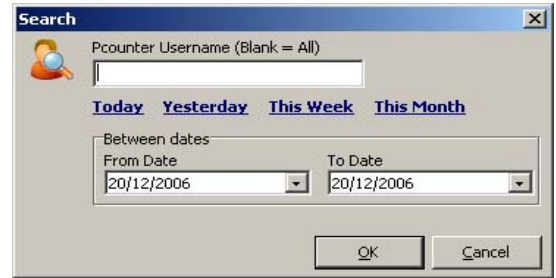 Search
Pcounter Username (Blank = All)
Today Yesterday This Week This Month
Between dates
From Date To Date
20/12/2006 20/12/2006
OK Cancel